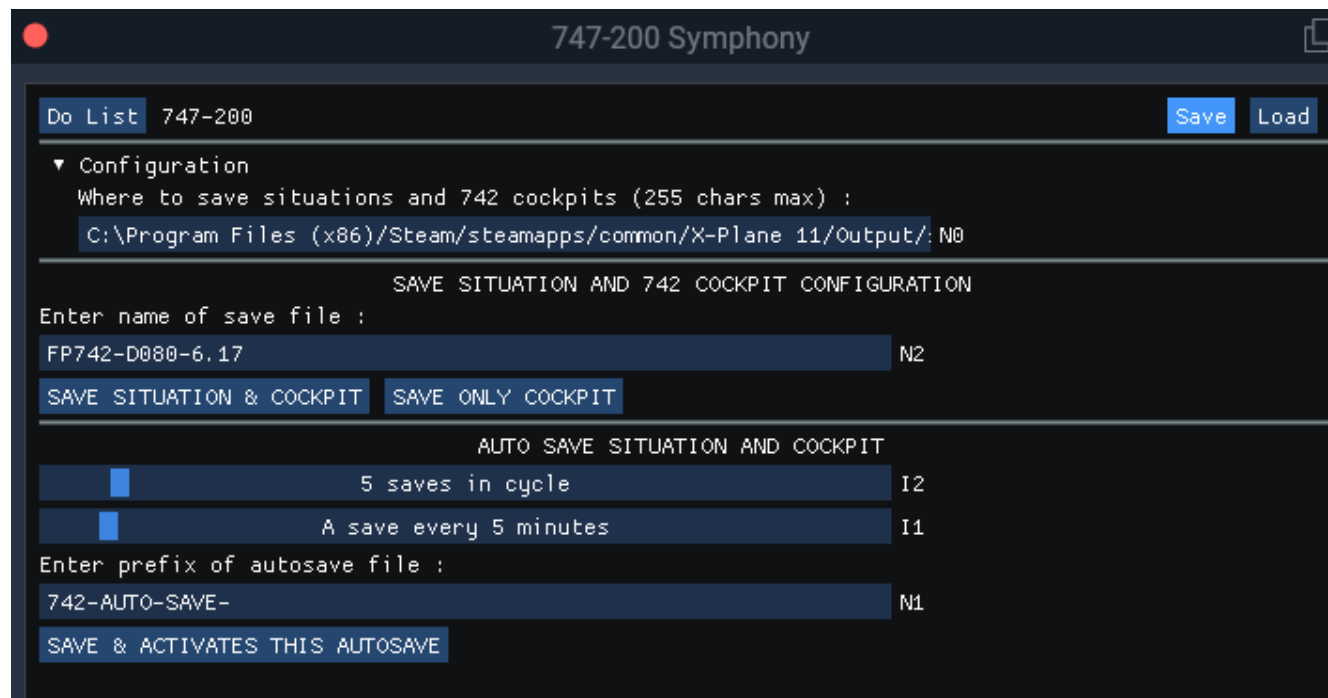 747-200 Symphony
Do List 747-200 Save Load
▼ Configuration
Where to save situations and 742 cockpits (255 chars max) :
C:\Program Files (x86)/Steam/steamapps/common/X-Plane 11/Output/ N0
SAVE SITUATION AND 742 COCKPIT CONFIGURATION
Enter name of save file :
FP742-D080-6.17 N2
SAVE SITUATION & COCKPIT SAVE ONLY COCKPIT
AUTO SAVE SITUATION AND COCKPIT
5 saves in cycle I2
A save every 5 minutes I1
Enter prefix of autosave file :
742-AUTO-SAVE- N1
SAVE & ACTIVATES THIS AUTOSAVE